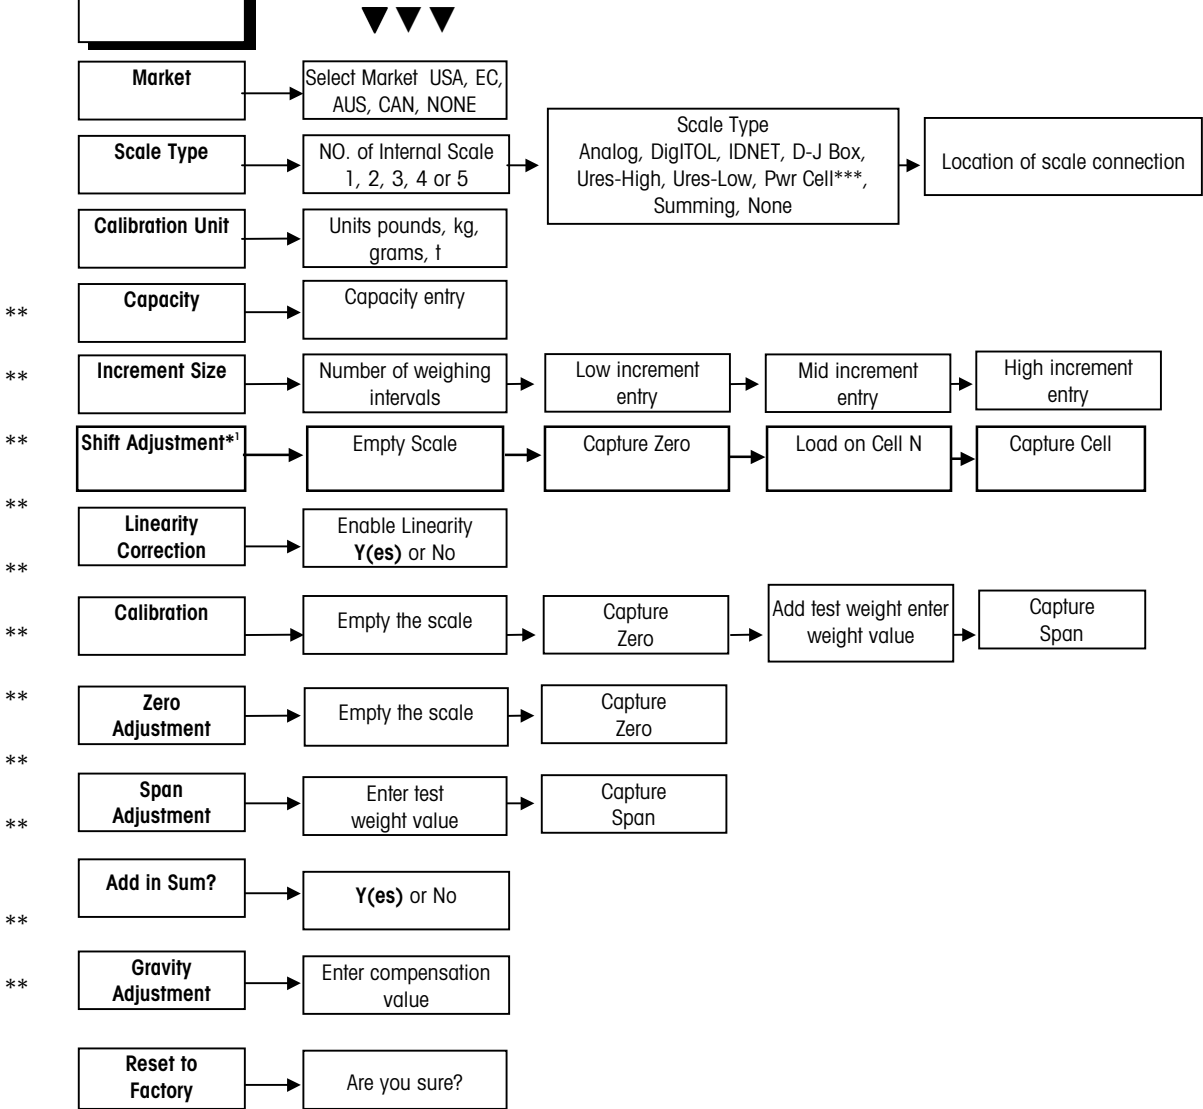 Market
Select Market  USA, EC,
AUS, CAN, NONE
Scale Type
NO. of Internal Scale
1, 2, 3, 4 or 5
Scale Type
Analog, DigITOL, IDNET, D-J Box,
Ures-High, Ures-Low, Pwr Cell***,
Summing, None
Location of scale connection
Calibration Unit
Units pounds, kg,
grams, t
**
Capacity
Capacity entry
**
Increment Size
Number of weighing
intervals
Low increment
entry
Mid increment
entry
High increment
entry
**
Shift Adjustment*¹
Empty Scale
Capture Zero
Load on Cell N
Capture Cell
**
Linearity
Correction
Enable Linearity
Y(es) or No
**
Calibration
Empty the scale
Capture
Zero
Add test weight enter
weight value
Capture
Span
**
**
Zero
Adjustment
Empty the scale
Capture
Zero
**
Span
Adjustment
Enter test
weight value
Capture
Span
**
Add in Sum?
Y(es) or No
**
Gravity
Adjustment
Enter compensation
value
**
Reset to
Factory
Are you sure?